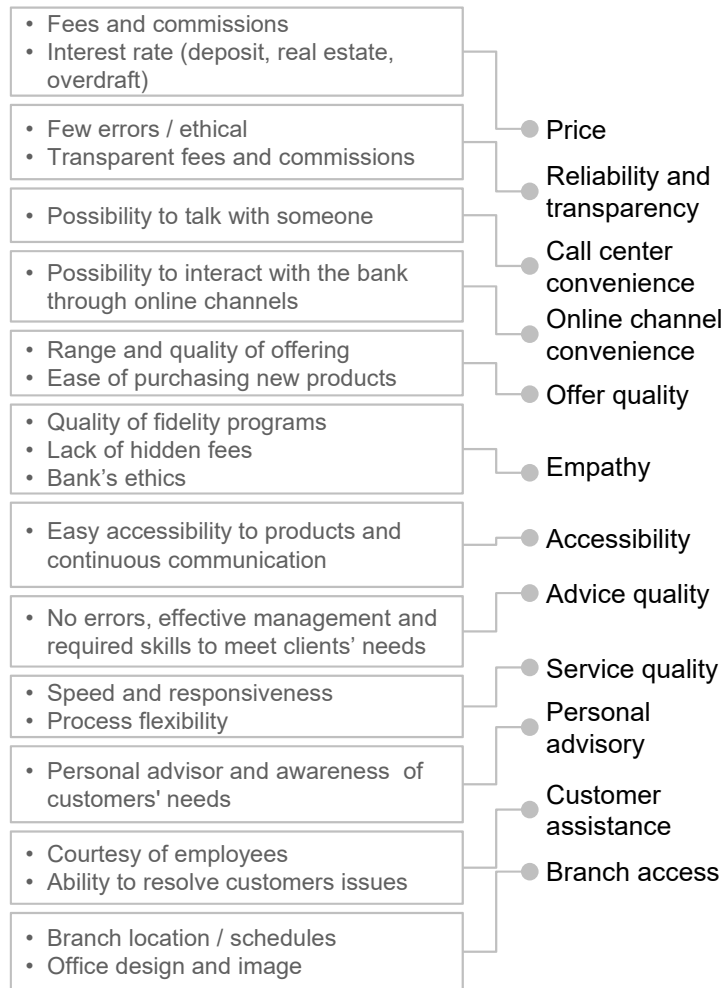 • Fees and commissions
• Interest rate (deposit, real estate,
overdraft)
• Few errors / ethical
• Transparent fees and commissions
• Possibility to talk with someone
• Possibility to interact with the bank
through online channels
• Range and quality of offering
• Ease of purchasing new products
• Quality of fidelity programs
• Lack of hidden fees
• Bank’s ethics
• Easy accessibility to products and
continuous communication
• No errors, effective management and
required skills to meet clients’ needs
• Speed and responsiveness
• Process flexibility
• Personal advisor and awareness  of
customers' needs
• Courtesy of employees
• Ability to resolve customers issues
• Branch location / schedules
• Office design and image
Price
Reliability and
transparency
Call center
convenience
Online channel
convenience
Offer quality
Empathy
Accessibility
Advice quality
Service quality
Personal
advisory
Customer
assistance
Branch access